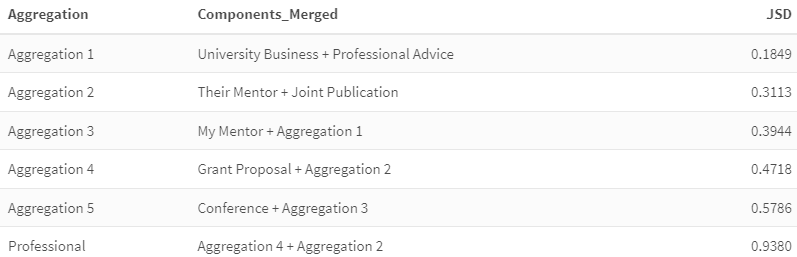 Aggregation Components_Merged JSD
Aggregation 1 University Business + Professional Advice 0.1849
Aggregation 2 Their Mentor + Joint Publication 0.3113
Aggregation 3 My Mentor + Aggregation 1 0.3944
Aggregation 4 Grant Proposal + Aggregation 2 0.4718
Aggregation 5 Conference + Aggregation 3 0.5786
Professional Aggregation 4 + Aggregation 2 0.9380